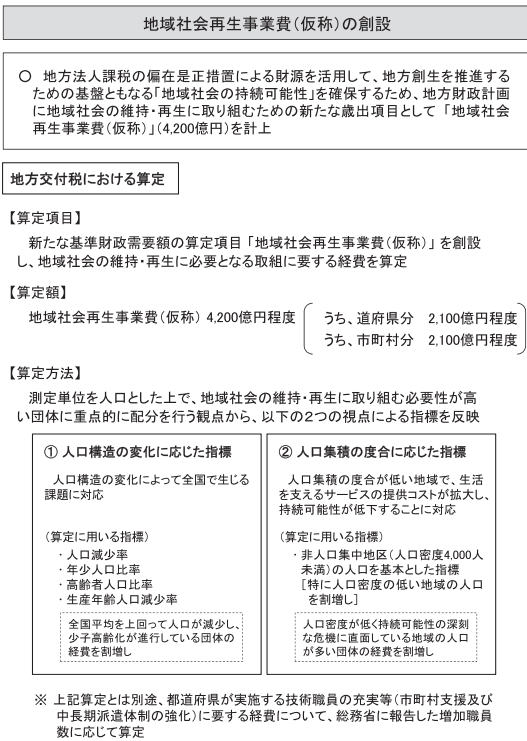 地域社会再生事業費（仮称）の創設
○ 地方法人課税の偏在是正措置による財源を活用して、地方創生を推進する
ための基盤ともなる「地域社会の持続可能性」を確保するため、地方財政計画
に地域社会の維持・再生に取り組むための新たな歳出項目として 「地域社会
再生事業費（仮称）」（4,200億円）を計上
地方交付税における算定
【算定項目】
新たな基準財政需要額の算定項目 「地域社会再生事業費（仮称）」 を創設
し、地域社会の維持・再生に必要となる取組に要する経費を算定
【算定額】
地域社会再生事業費（仮称） 4,200億円程度
うち、道府県分 2,100億円程度
うち、市町村分 2,100億円程度
【算定方法】
測定単位を人口とした上で、地域社会の維持・再生に取り組む必要性が高
い団体に重点的に配分を行う観点から、以下の２つの視点による指標を反映
① 人口構造の変化に応じた指標
人口構造の変化によって全国で生じる
課題に対応
（算定に用いる指標）
・人口減少率
・年少人口比率
・高齢者人口比率
・生産年齢人口減少率
全国平均を上回って人口が減少し、
少子高齢化が進行している団体の
経費を割増し
② 人口集積の度合に応じた指標
人口集積の度合が低い地域で、生活
を支えるサービスの提供コストが拡大し、
持続可能性が低下することに対応
（算定に用いる指標）
・非人口集中地区（人口密度4,000人
未満）の人口を基本とした指標
［特に人口密度の低い地域の人口
を割増し］
人口密度が低く持続可能性の深刻
な危機に直面している地域の人口
が多い団体の経費を割増し
※ 上記算定とは別途、都道府県が実施する技術職員の充実等（市町村支援及び
中長期派遣体制の強化）に要する経費について、総務省に報告した増加職員
数に応じて算定